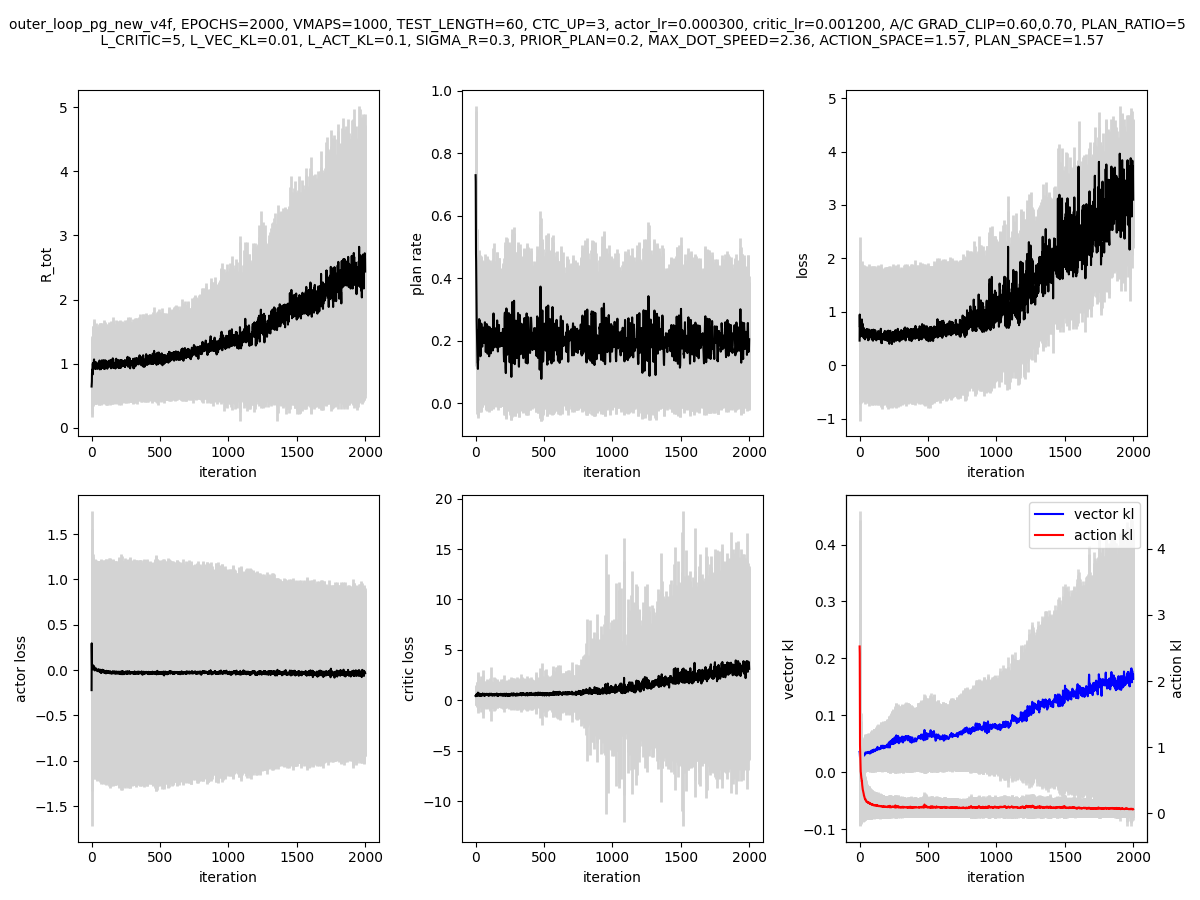 outer_loop_pg_new_v4f, EPOCHS=2000, VMAPS=1000, TEST_LENGTH=60, CTC_UP=3, actor_lr=0.000300, critic_lr=0.001200, A/C GRAD_CLIP=0.60,0.70, PLAN_RATIO=5
L_CRITIC=5, L_VEC_KL=0.01, L_ACT_KL=0.1, SIGMA_R=0.3, PRIOR_PLAN=0.2, MAX_DOT_SPEED=2.36, ACTION_SPACE=1.57, PLAN_SPACE=1.57
R_tot
5
4
3
2
1
0
0 500 1000 1500 2000
iteration
plan rate
1.0
0.8
0.6
0.4
0.2
0.0
0 500 1000 1500 2000
iteration
loss
5
4
3
2
1
0
−1
0 500 1000 1500 2000
iteration
actor loss
1.5
1.0
0.5
0.0
−0.5
−1.0
−1.5
0 500 1000 1500 2000
iteration
critic loss
20
15
10
5
0
−5
−10
0 500 1000 1500 2000
iteration
vector kl
0.4
0.3
0.2
0.1
0.0
−0.1
0 500 1000 1500 2000
iteration
vector kl
action kl
4
3
2
1
0
action kl